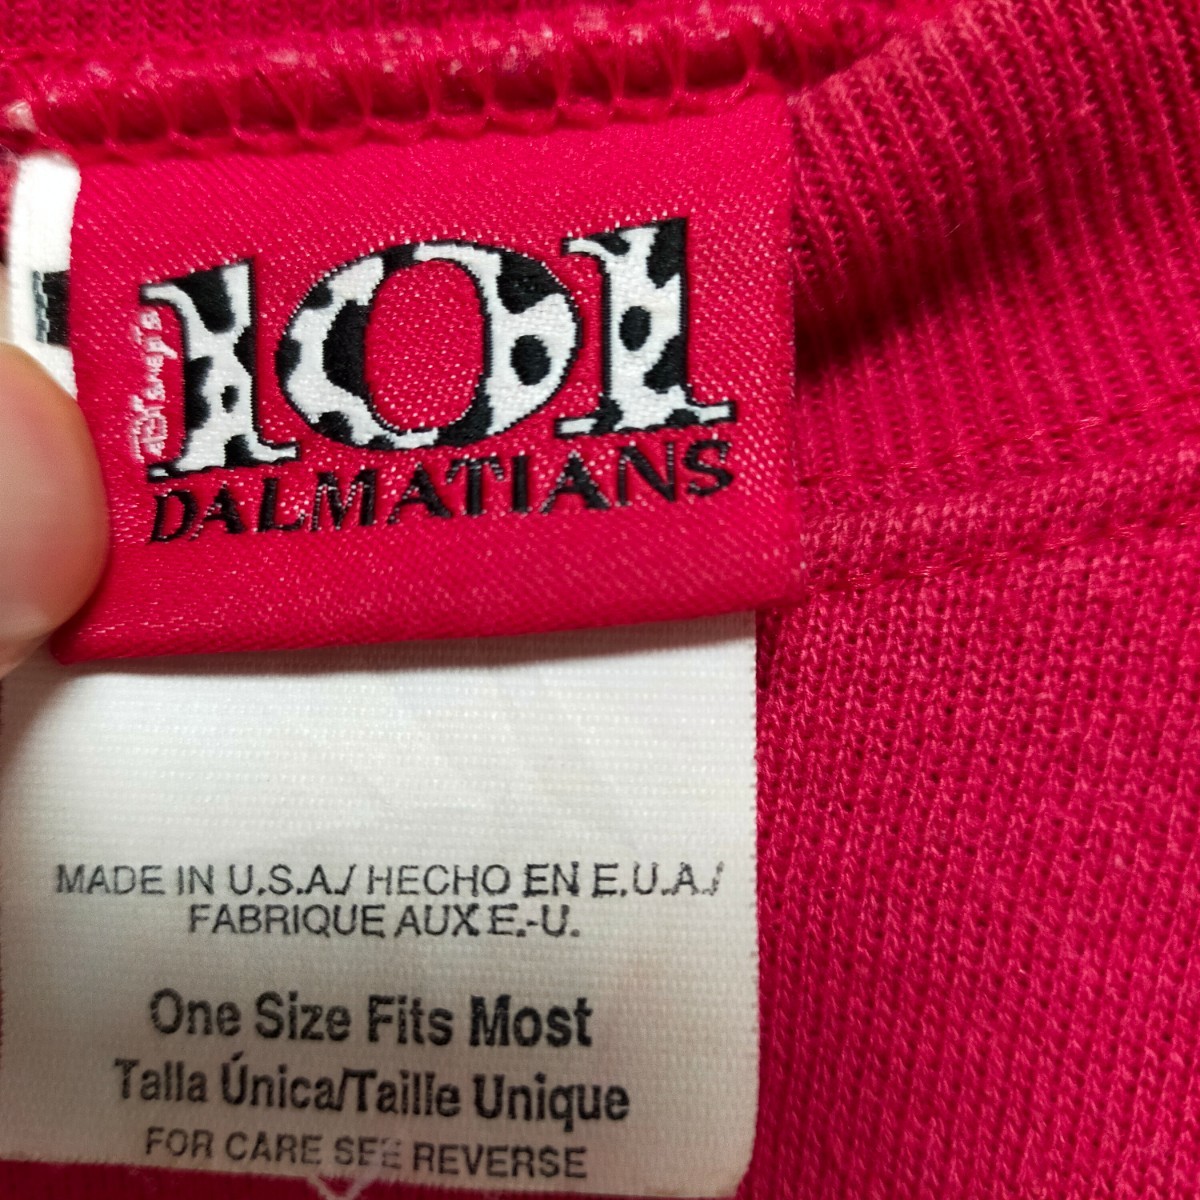 Disney's
101
DALMATIANS
MADE IN U.S.A./ HECHO EN E.U.A./
FABRIQUE AUX E.-U.
One Size Fits Most
Talla Única/Taille Unique
FOR CARE SEE REVERSE